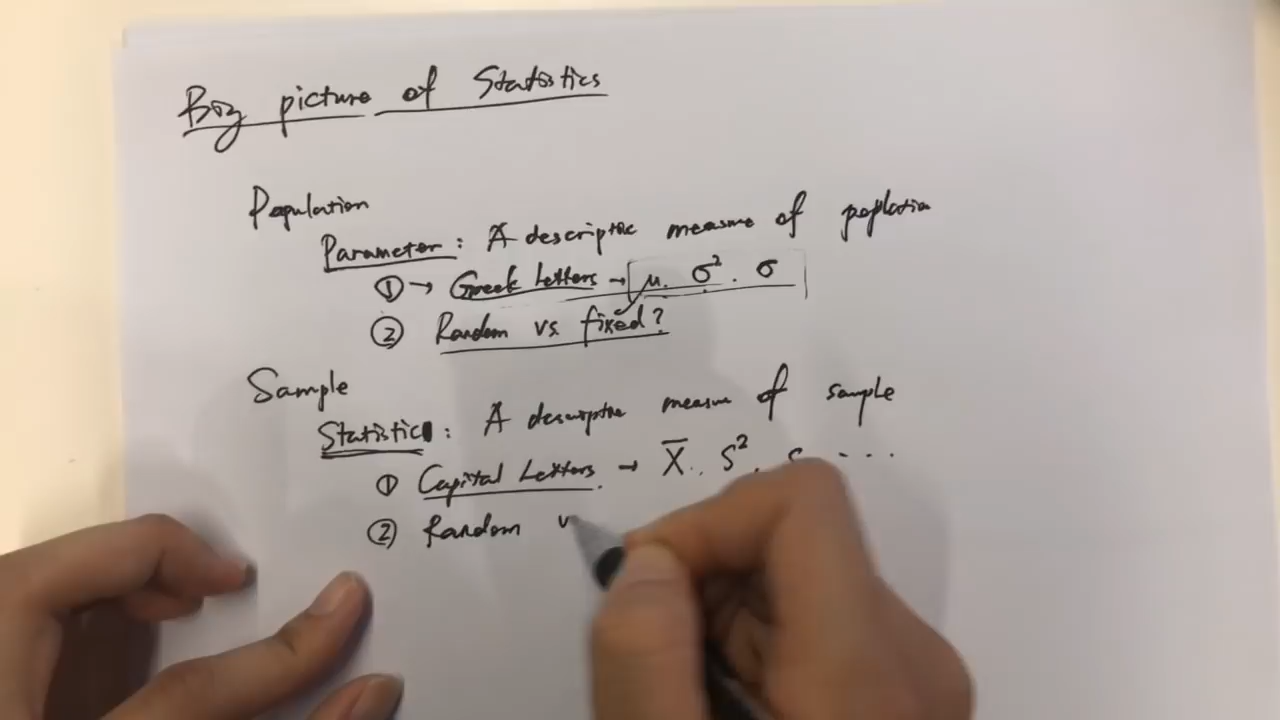 Big picture of Statistics
Population
Parameter : A descriptive measure of poplation
① → Greek Letters → μ. σ². σ
② Random vs fixed?
Sample
Statistic : A descriptive measure of sample
① Capital Letters → X̄., S², S ...
② Random v